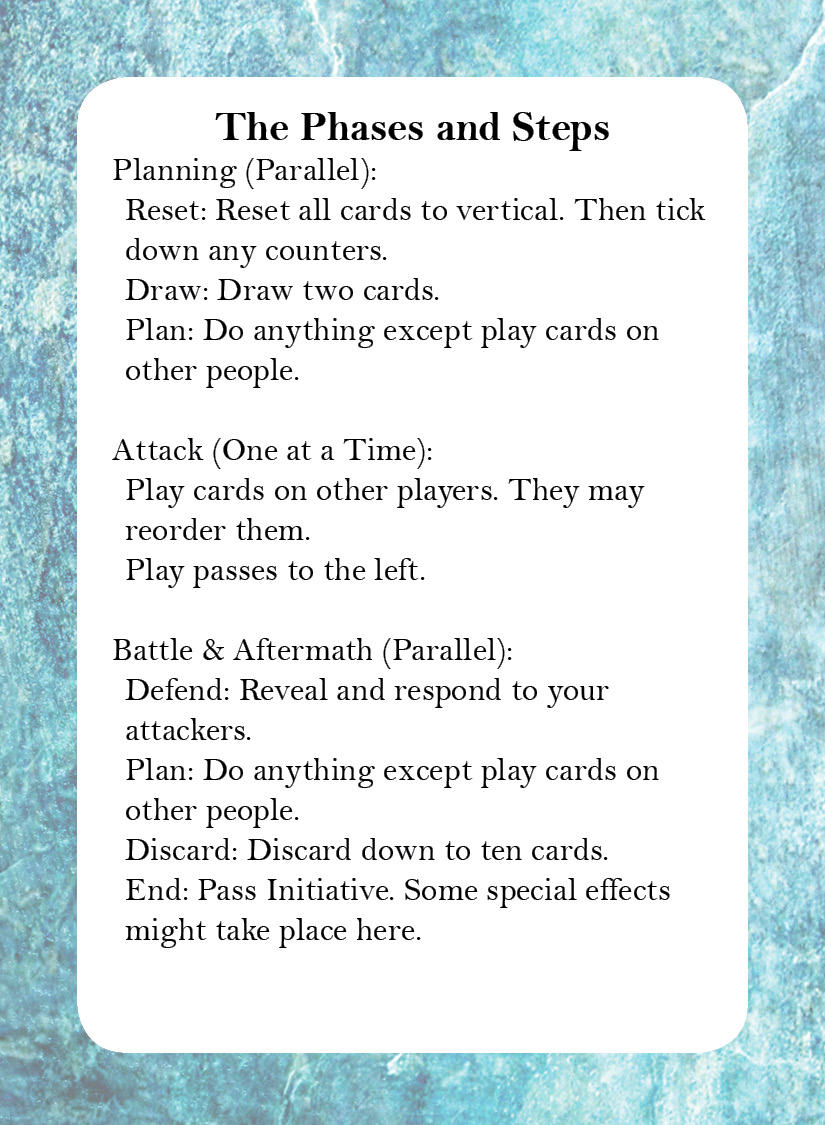 The Phases and Steps
Planning (Parallel):
Reset: Reset all cards to vertical. Then tick
down any counters.
Draw: Draw two cards.
Plan: Do anything except play cards on
other people.
Attack (One at a Time):
Play cards on other players. They may
reorder them.
Play passes to the left.
Battle & Aftermath (Parallel):
Defend: Reveal and respond to your
attackers.
Plan: Do anything except play cards on
other people.
Discard: Discard down to ten cards.
End: Pass Initiative. Some special effects
might take place here.